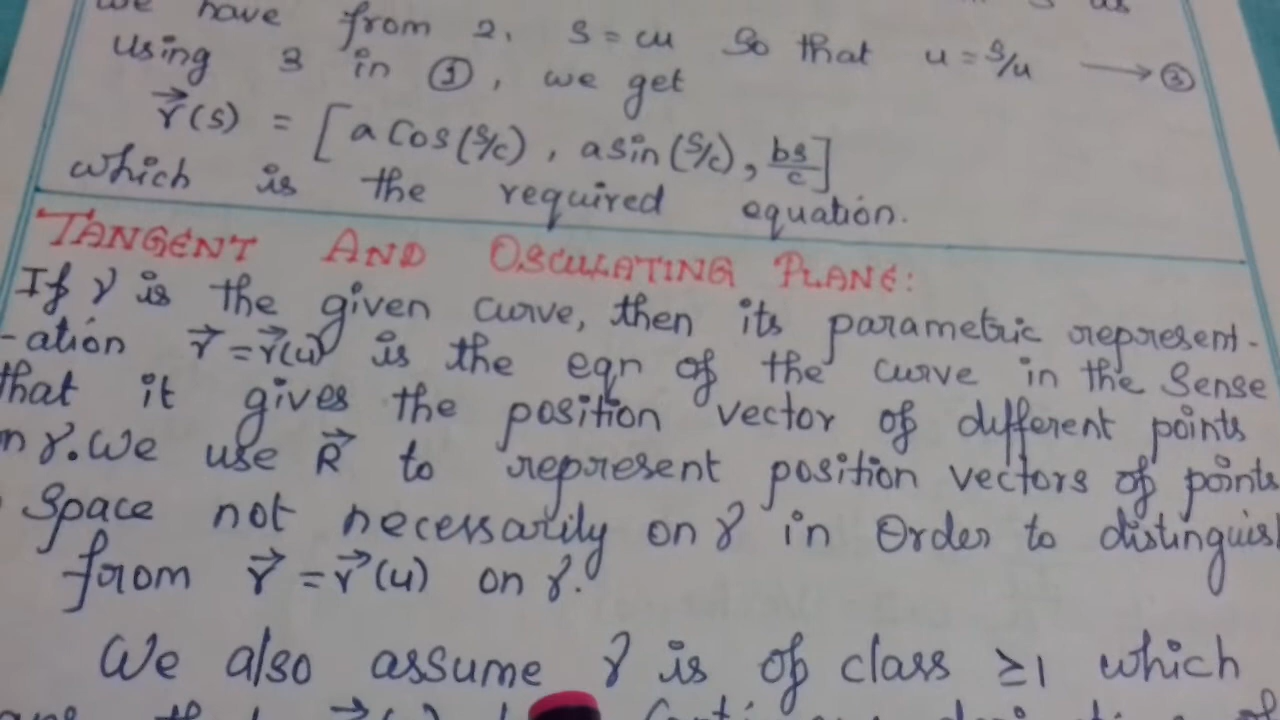 we have from 2. S = cu so that u = S/u → ③
using 3 in ①, we get
r⃗(s) = [a cos(s/c), a sin(s/c), bs/c]
which is the required equation.
TANGENT AND OSCULATING PLANE:
If γ is the given curve, then its parametric represent-
-ation r⃗ = r⃗(u) is the eqn of the curve in the sense
that it gives the position vector of different points
γ. We use R⃗ to represent position vectors of points
Space not necessarily on γ in order to distinguish
from r⃗ = r⃗(u) on γ.
We also assume γ is of class ≥1 which